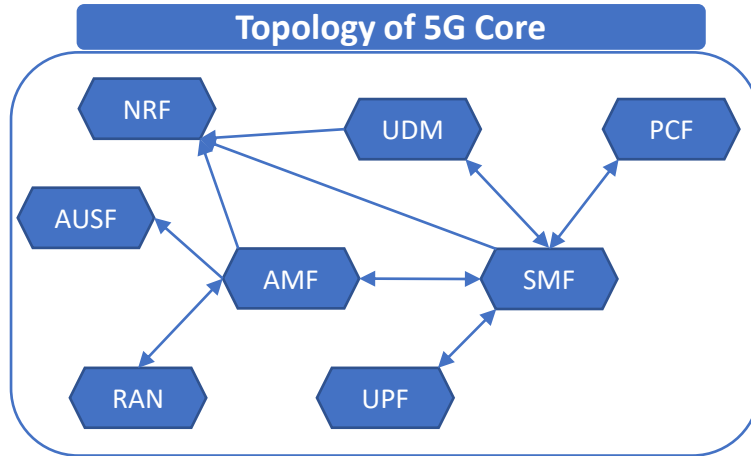 Topology of 5G Core
NRF
UDM
PCF
AUSF
AMF
SMF
RAN
UPF